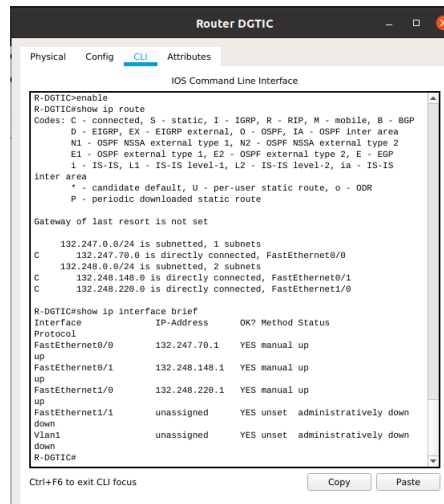 Router DGTIC
Physical Config CLI Attributes
IOS Command Line Interface
R-DGTIC>enable
R-DGTIC#show ip route
Codes: C - connected, S - static, I - IGRP, R - RIP, M - mobile, B - BGP
D - EIGRP, EX - EIGRP external, O - OSPF, IA - OSPF inter area
N1 - OSPF NSSA external type 1, N2 - OSPF NSSA external type 2
E1 - OSPF external type 1, E2 - OSPF external type 2, E - EGP
i - IS-IS, L1 - IS-IS level-1, L2 - IS-IS level-2, ia - IS-IS
inter area
* - candidate default, U - per-user static route, o - ODR
P - periodic downloaded static route
Gateway of last resort is not set
132.247.0.0/24 is subnetted, 1 subnets
C 132.247.70.0 is directly connected, FastEthernet0/0
132.248.0.0/24 is subnetted, 2 subnets
C 132.248.148.0 is directly connected, FastEthernet0/1
C 132.248.220.0 is directly connected, FastEthernet1/0
R-DGTIC#show ip interface brief
Interface IP-Address OK? Method Status
Protocol
FastEthernet0/0 132.247.70.1 YES manual up
up
FastEthernet0/1 132.248.148.1 YES manual up
up
FastEthernet1/0 132.248.220.1 YES manual up
up
FastEthernet1/1 unassigned YES unset administratively down
down
Vlan1 unassigned YES unset administratively down
down
R-DGTIC#
Ctrl+F6 to exit CLI focus Copy Paste